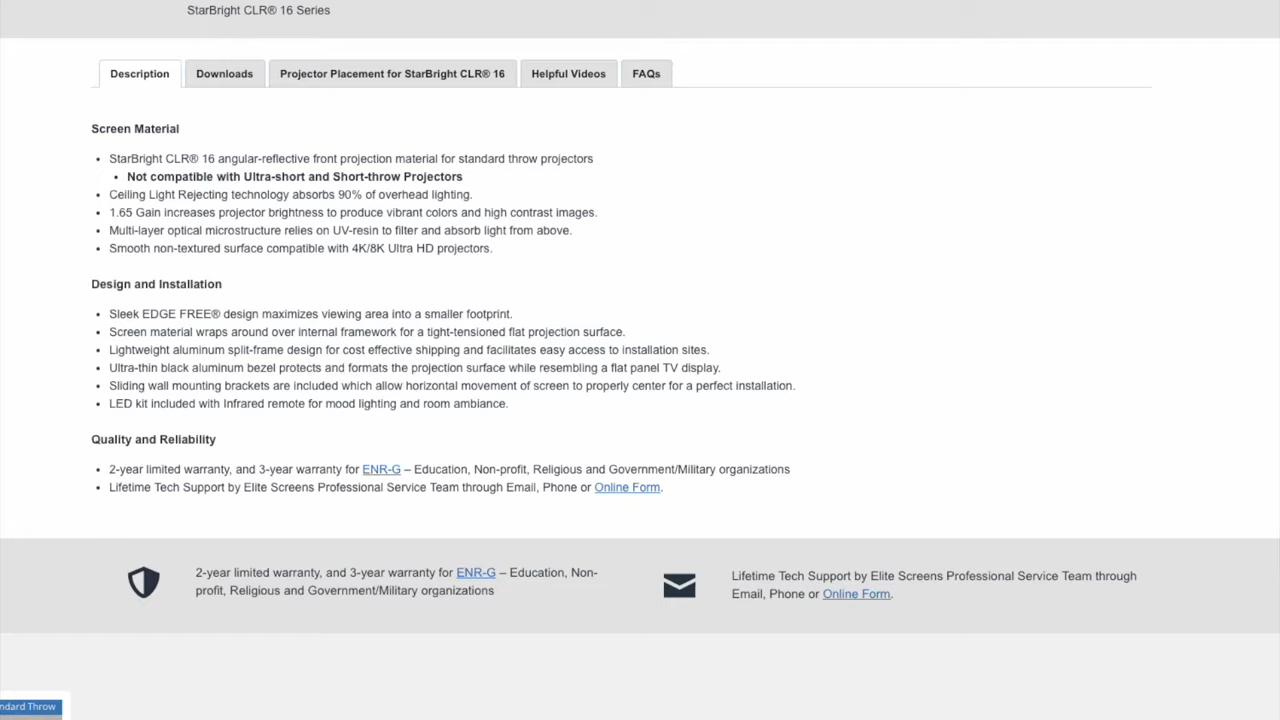 StarBright CLR® 16 Series
Description
Downloads
Projector Placement for StarBright CLR® 16
Helpful Videos
FAQs
Screen Material
StarBright CLR® 16 angular-reflective front projection material for standard throw projectors
Not compatible with Ultra-short and Short-throw Projectors
Ceiling Light Rejecting technology absorbs 90% of overhead lighting.
1.65 Gain increases projector brightness to produce vibrant colors and high contrast images.
Multi-layer optical microstructure relies on UV-resin to filter and absorb light from above.
Smooth non-textured surface compatible with 4K/8K Ultra HD projectors.
Design and Installation
Sleek EDGE FREE® design maximizes viewing area into a smaller footprint.
Screen material wraps around over internal framework for a tight-tensioned flat projection surface.
Lightweight aluminum split-frame design for cost effective shipping and facilitates easy access to installation sites.
Ultra-thin black aluminum bezel protects and formats the projection surface while resembling a flat panel TV display.
Sliding wall mounting brackets are included which allow horizontal movement of screen to properly center for a perfect installation.
LED kit included with Infrared remote for mood lighting and room ambiance.
Quality and Reliability
2-year limited warranty, and 3-year warranty for ENR-G – Education, Non-profit, Religious and Government/Military organizations
Lifetime Tech Support by Elite Screens Professional Service Team through Email, Phone or Online Form.
2-year limited warranty, and 3-year warranty for ENR-G – Education, Non-
profit, Religious and Government/Military organizations
Lifetime Tech Support by Elite Screens Professional Service Team through
Email, Phone or Online Form.
ndard Throw